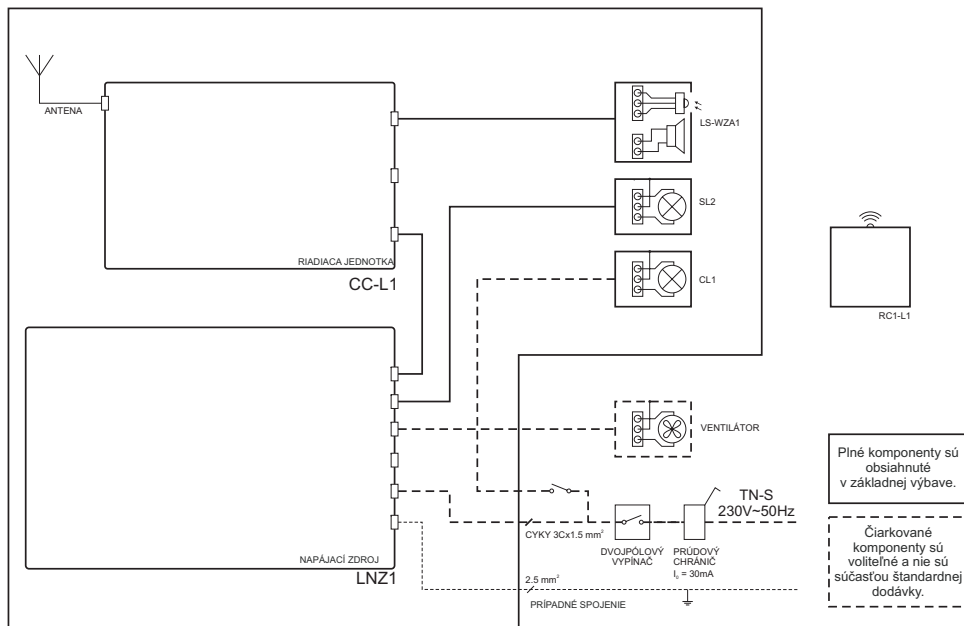 ANTENA
LS-WZA1
SL2
RIADIACA JEDNOTKA
CC-L1
CL1
RC1-L1
VENTILÁTOR
Plné komponenty sú
obsiahnuté
v základnej výbave.
TN-S
230V~50Hz
CYKY 3Cx1.5 mm²
DVOJPÓLOVÝ
VYPÍNAČ
PRÚDOVÝ
CHRÁNIČ
I₀ = 30mA
Čiarkované
komponenty sú
voliteľné a nie sú
súčasťou štandardnej
dodávky.
NAPÁJACÍ ZDROJ
LNZ1
2.5 mm²
PRÍPADNÉ SPOJENIE